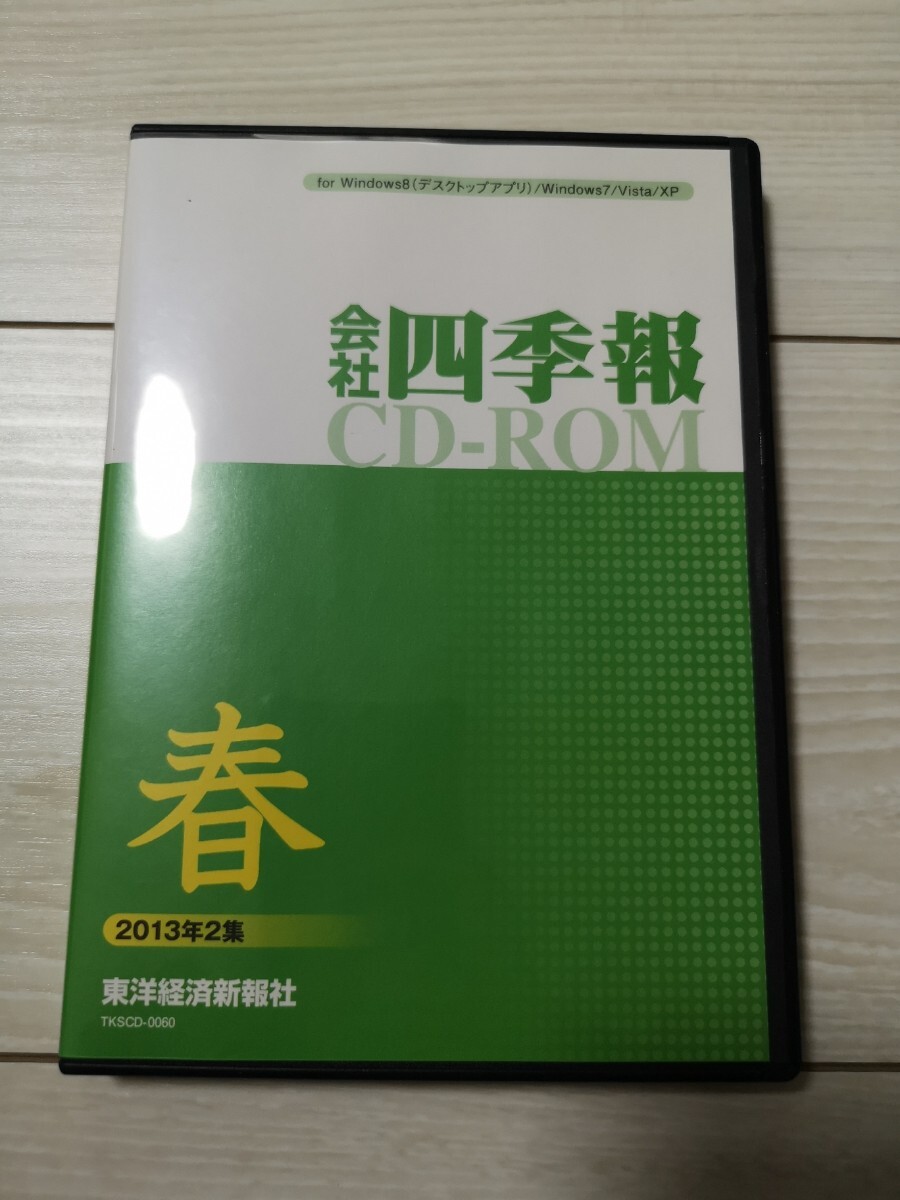 for Windows8(デスクトップアプリ)/Windows7/Vista/XP
会社四季報
CD-ROM
春
2013年2集
東洋経済新報社
TKSCD-0060